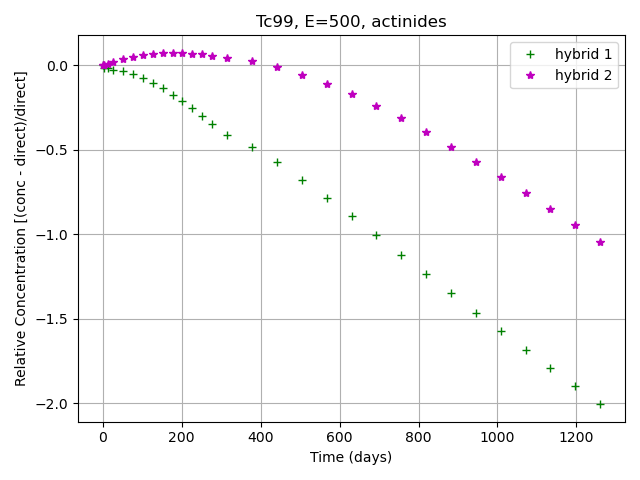 Tc99, E=500, actinides
hybrid 1
hybrid 2
Relative Concentration [(conc - direct)/direct]
0.0
−0.5
−1.0
−1.5
−2.0
0 200 400 600 800 1000 1200
Time (days)